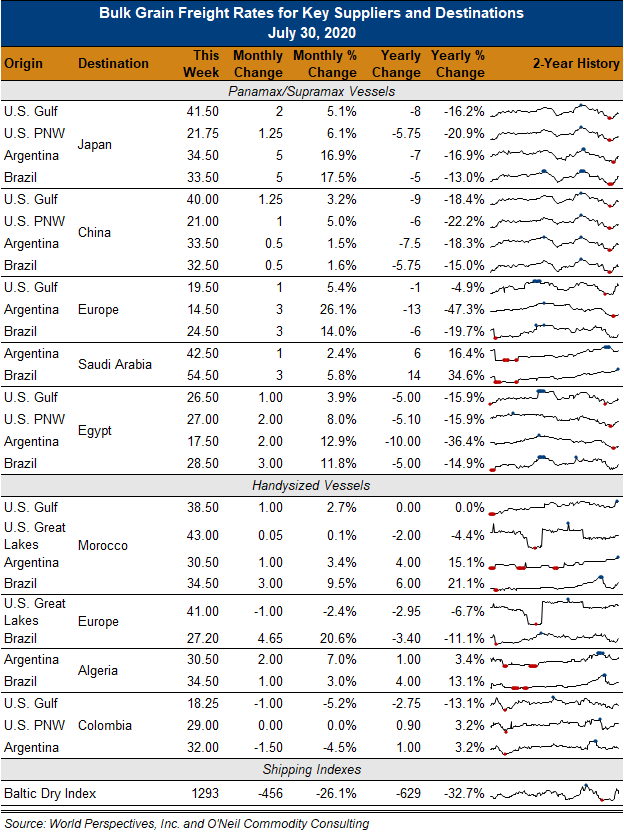 Bulk Grain Freight Rates for Key Suppliers and Destinations
July 30, 2020
Origin Destination This Week Monthly Change Monthly % Change Yearly Change Yearly % Change 2-Year History
Panamax/Supramax Vessels
U.S. Gulf 41.50 2 5.1% -8 -16.2%
U.S. PNW 21.75 1.25 6.1% -5.75 -20.9%
Japan
Argentina 34.50 5 16.9% -7 -16.9%
Brazil 33.50 5 17.5% -5 -13.0%
U.S. Gulf 40.00 1.25 3.2% -9 -18.4%
U.S. PNW 21.00 1 5.0% -6 -22.2%
China
Argentina 33.50 0.5 1.5% -7.5 -18.3%
Brazil 32.50 0.5 1.6% -5.75 -15.0%
U.S. Gulf 19.50 1 5.4% -1 -4.9%
Argentina Europe 14.50 3 26.1% -13 -47.3%
Brazil 24.50 3 14.0% -6 -19.7%
Argentina 42.50 1 2.4% 6 16.4%
Saudi Arabia
Brazil 54.50 3 5.8% 14 34.6%
U.S. Gulf 26.50 1.00 3.9% -5.00 -15.9%
U.S. PNW 27.00 2.00 8.0% -5.10 -15.9%
Egypt
Argentina 17.50 2.00 12.9% -10.00 -36.4%
Brazil 28.50 3.00 11.8% -5.00 -14.9%
Handysized Vessels
U.S. Gulf 38.50 1.00 2.7% 0.00 0.0%
U.S. Great Lakes 43.00 0.05 0.1% -2.00 -4.4%
Morocco
Argentina 30.50 1.00 3.4% 4.00 15.1%
Brazil 34.50 3.00 9.5% 6.00 21.1%
U.S. Great Lakes 41.00 -1.00 -2.4% -2.95 -6.7%
Europe
Brazil 27.20 4.65 20.6% -3.40 -11.1%
Argentina 30.50 2.00 7.0% 1.00 3.4%
Algeria
Brazil 34.50 1.00 3.0% 4.00 13.1%
U.S. Gulf 18.25 -1.00 -5.2% -2.75 -13.1%
U.S. PNW Colombia 29.00 0.00 0.0% 0.90 3.2%
Argentina 32.00 -1.50 -4.5% 1.00 3.2%
Shipping Indexes
Baltic Dry Index 1293 -456 -26.1% -629 -32.7%
Source: World Perspectives, Inc. and O'Neil Commodity Consulting